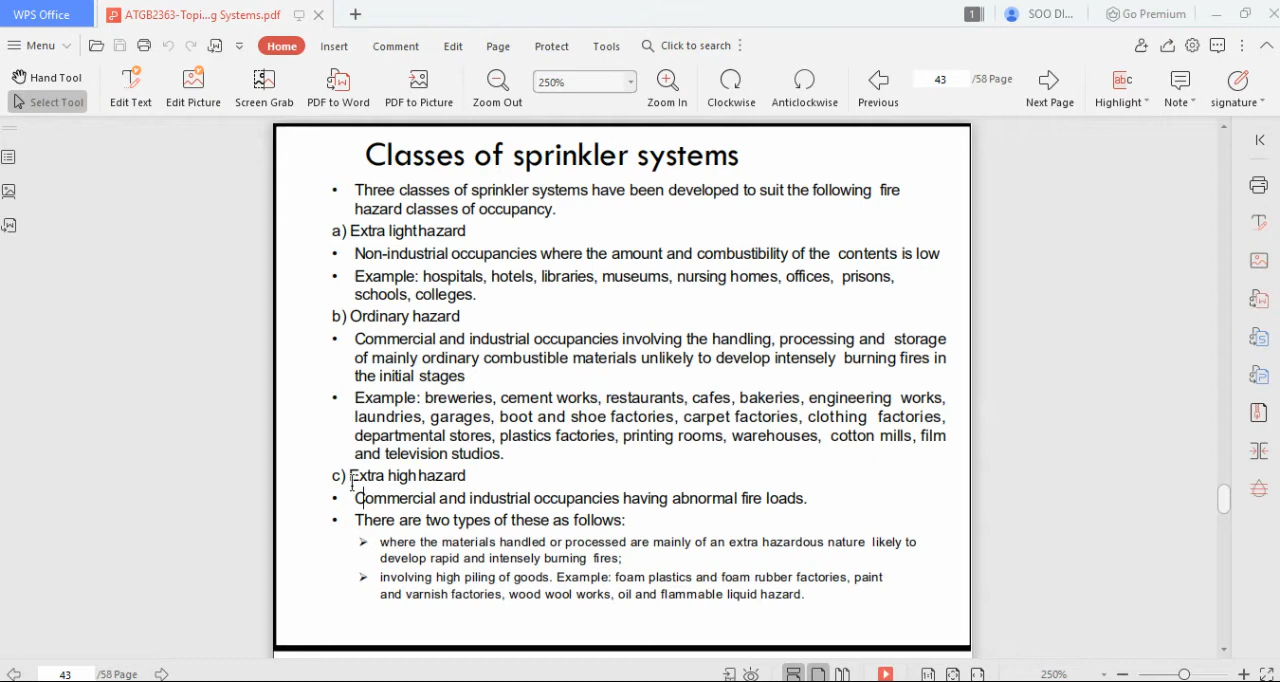 WPS Office
ATGB2363-Topi...g Systems.pdf
1
SOO DI...
Go Premium
Menu
Home
Insert
Comment
Edit
Page
Protect
Tools
Click to search
Hand Tool
Select Tool
Edit Text
Edit Picture
Screen Grab
PDF to Word
PDF to Picture
Zoom Out
250%
Zoom In
Clockwise
Anticlockwise
Previous
43
/58 Page
Next Page
abc
Highlight
Note
signature
Classes of sprinkler systems
• Three classes of sprinkler systems have been developed to suit the following fire
hazard classes of occupancy.
a) Extra lighthazard
• Non-industrial occupancies where the amount and combustibility of the contents is low
• Example: hospitals, hotels, libraries, museums, nursing homes, offices, prisons,
schools, colleges.
b) Ordinary hazard
• Commercial and industrial occupancies involving the handling, processing and storage
of mainly ordinary combustible materials unlikely to develop intensely burning fires in
the initial stages
• Example: breweries, cement works, restaurants, cafes, bakeries, engineering works,
laundries, garages, boot and shoe factories, carpet factories, clothing factories,
departmental stores, plastics factories, printing rooms, warehouses, cotton mills, film
and television studios.
c) Extra highhazard
• Commercial and industrial occupancies having abnormal fire loads.
• There are two types of these as follows:
➢ where the materials handled or processed are mainly of an extra hazardous nature likely to
develop rapid and intensely burning fires;
➢ involving high piling of goods. Example: foam plastics and foam rubber factories, paint
and varnish factories, wood wool works, oil and flammable liquid hazard.
43
/58 Page
250%